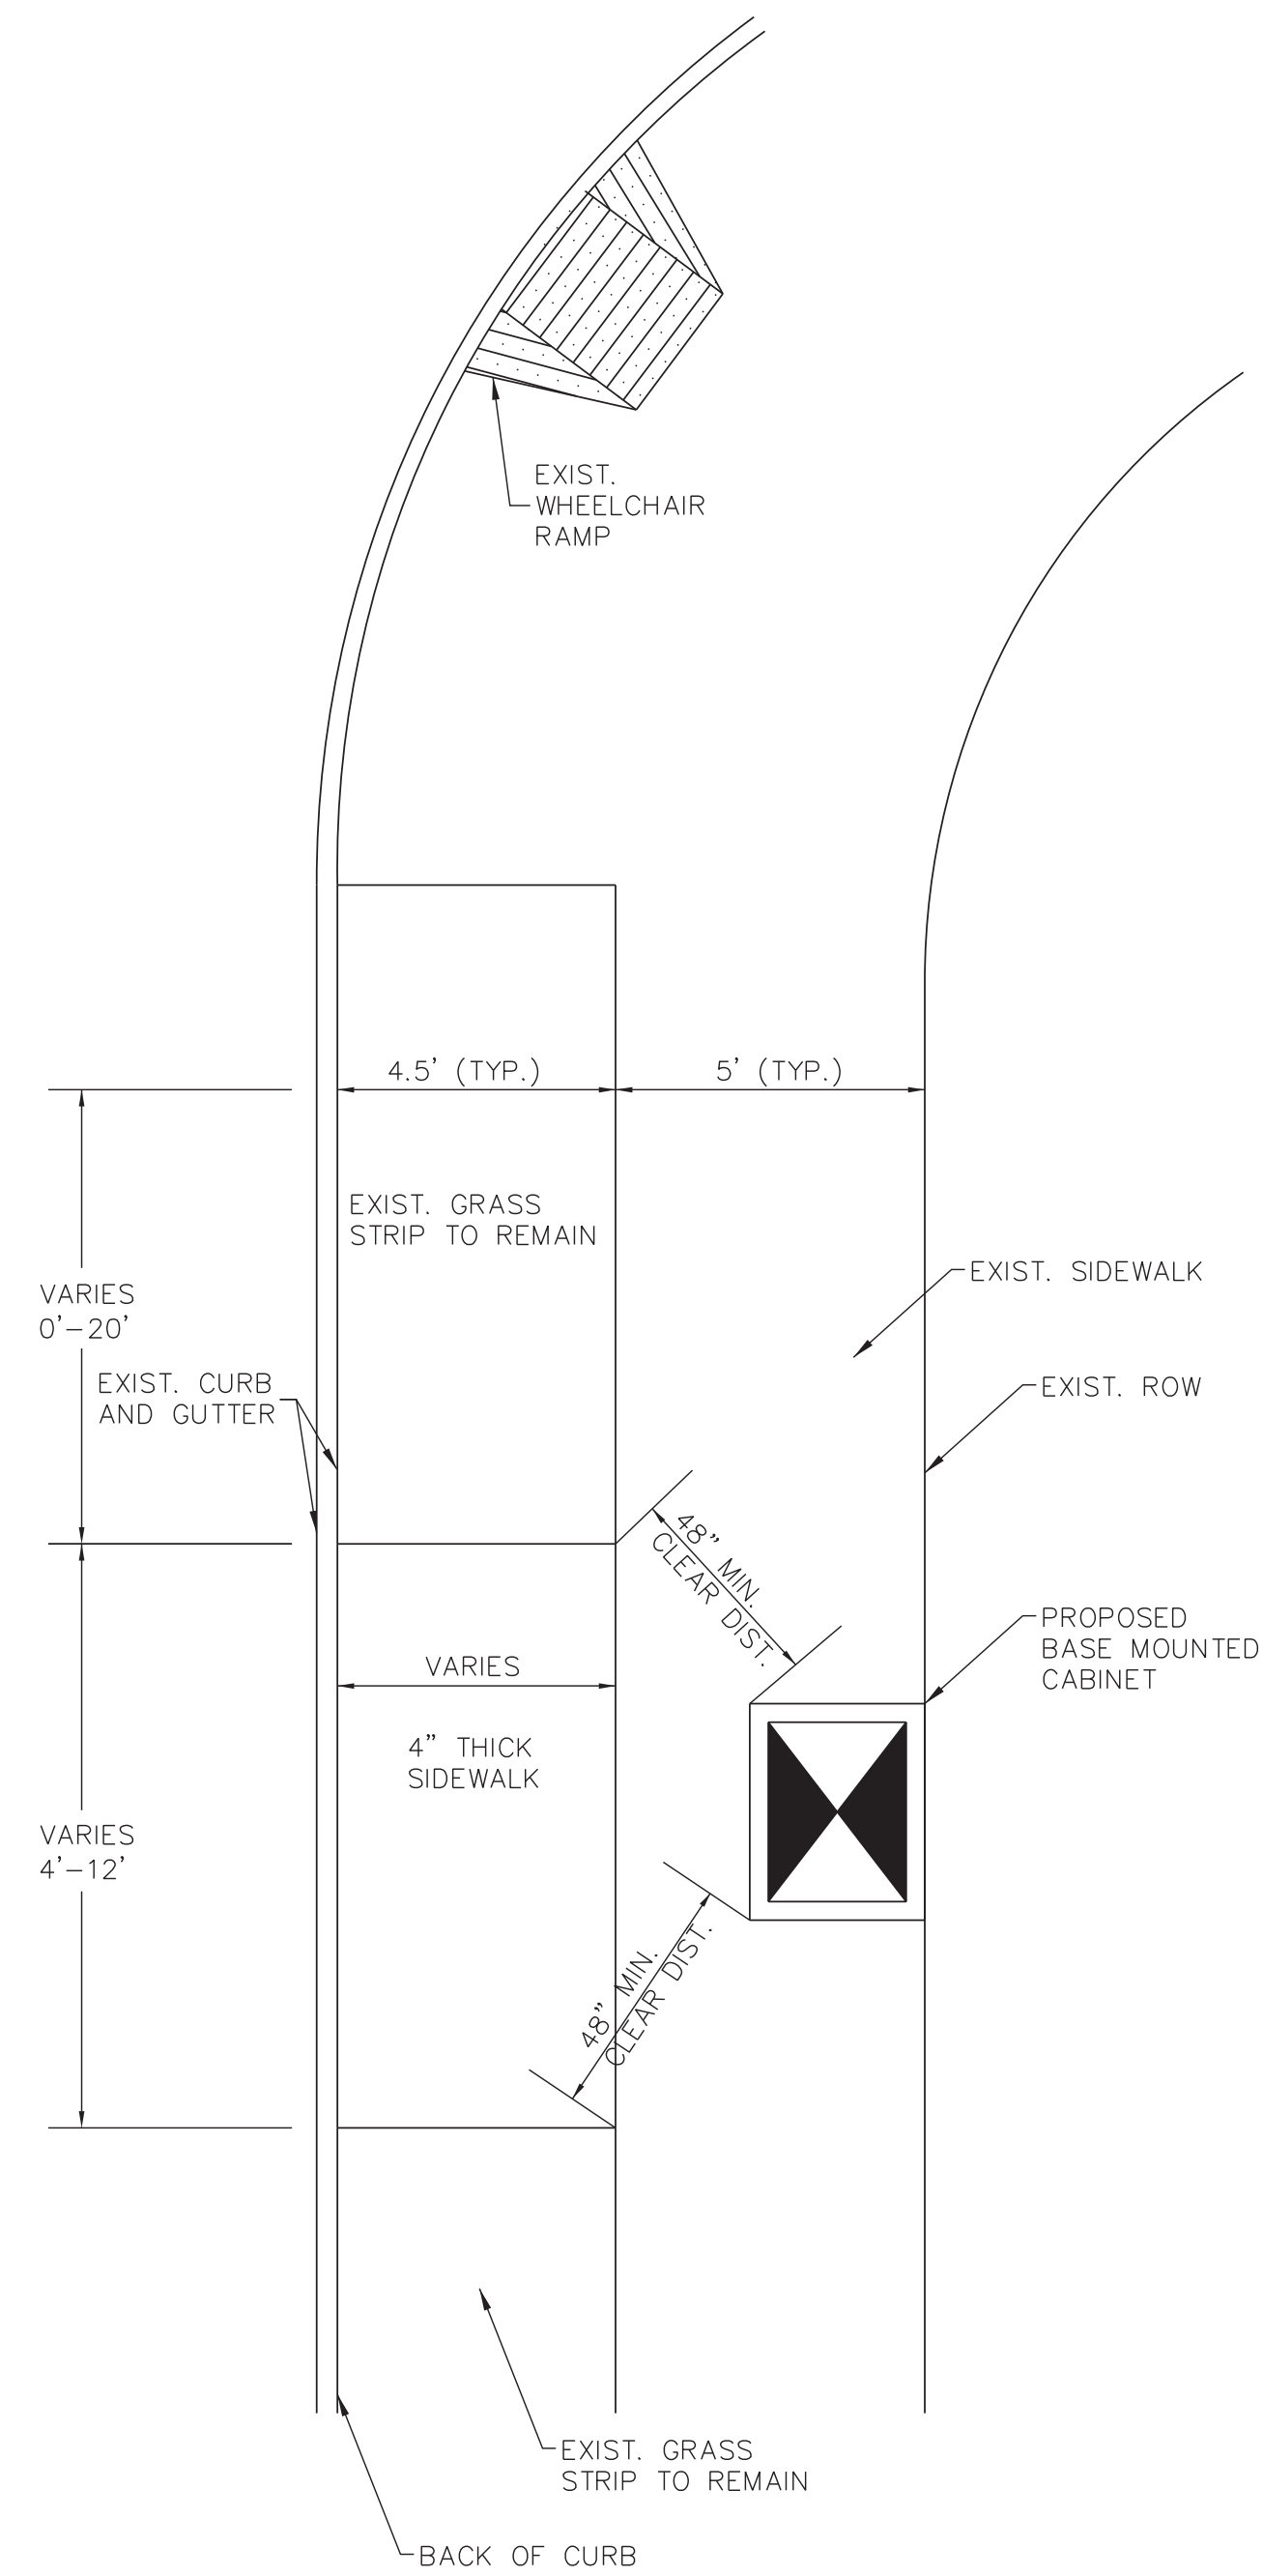 EXIST.
WHEELCHAIR
RAMP
4.5' (TYP.)
5' (TYP.)
EXIST. GRASS
STRIP TO REMAIN
EXIST. SIDEWALK
VARIES
0'-20'
EXIST. CURB
AND GUTTER
EXIST. ROW
48" MIN.
CLEAR DIST.
PROPOSED
BASE MOUNTED
CABINET
VARIES
4" THICK
SIDEWALK
VARIES
4'-12'
48" MIN.
CLEAR DIST.
EXIST. GRASS
STRIP TO REMAIN
BACK OF CURB